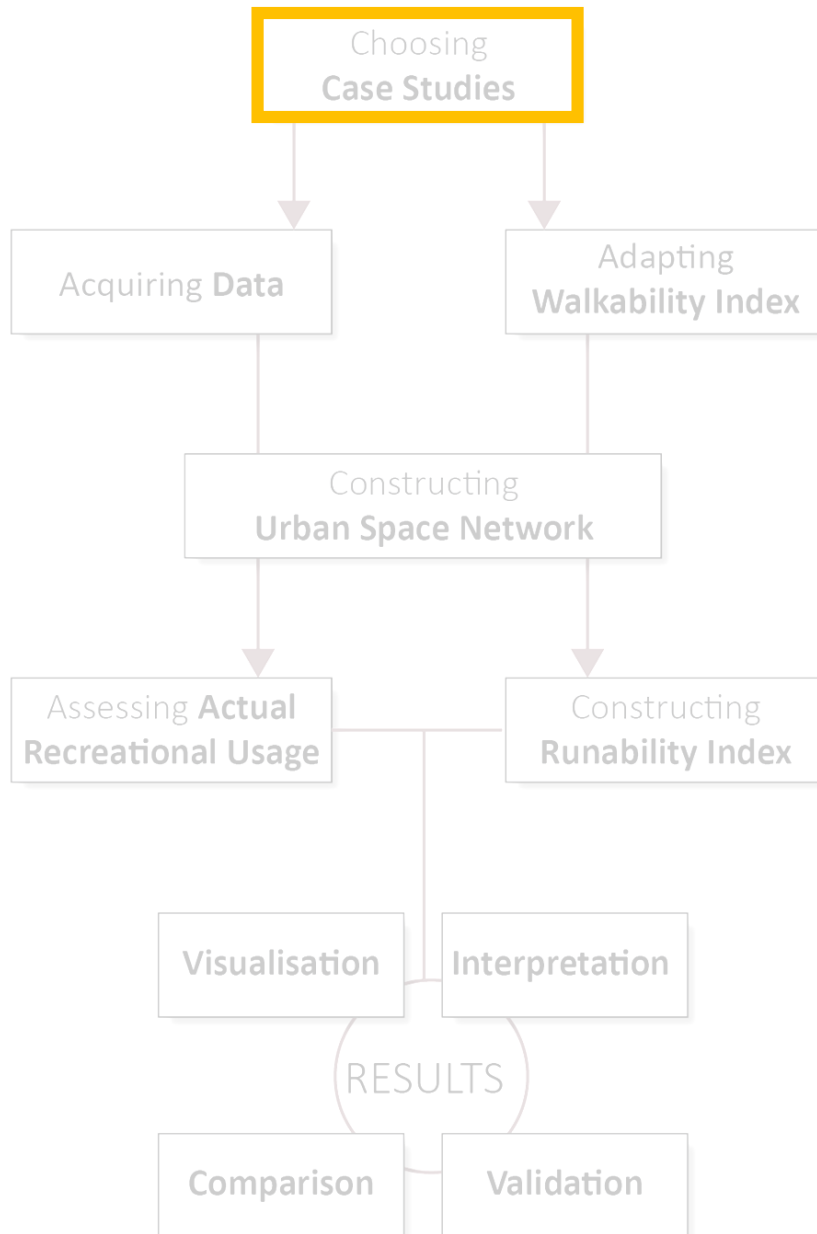 Choosing
Case Studies
Acquiring Data
Adapting
Walkability Index
Constructing
Urban Space Network
Assessing Actual
Recreational Usage
Constructing
Runability Index
Visualisation
Interpretation
RESULTS
Comparison
Validation